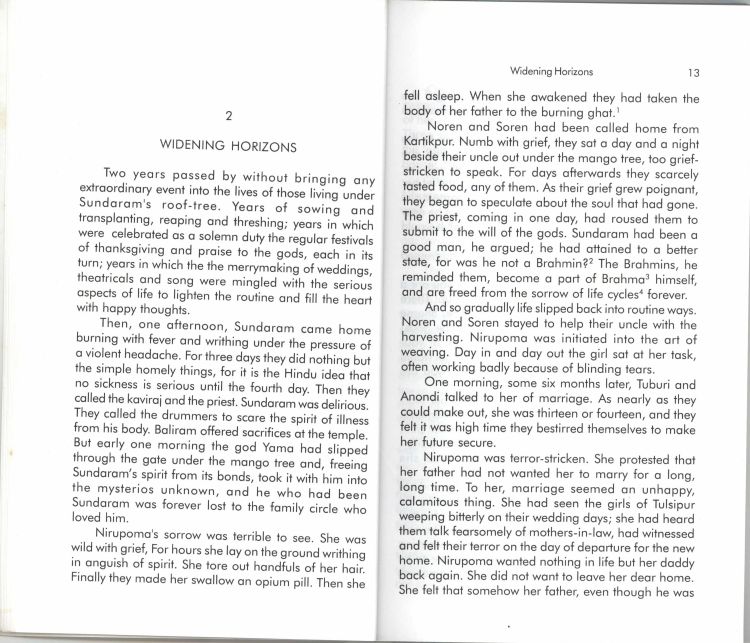 2
WIDENING HORIZONS
Two years passed by without bringing any
extraordinary event into the lives of those living under
Sundaram's roof-tree. Years of sowing and
transplanting, reaping and threshing; years in which
were celebrated as a solemn duty the regular festivals
of thanksgiving and praise to the gods, each in its
turn; years in which the the merrymaking of weddings,
theatricals and song were mingled with the serious
aspects of life to lighten the routine and fill the heart
with happy thoughts.
Then, one afternoon, Sundaram came home
burning with fever and writhing under the pressure of
a violent headache. For three days they did nothing but
the simple homely things, for it is the Hindu idea that
no sickness is serious until the fourth day. Then they
called the kaviraj and the priest. Sundaram was delirious.
They called the drummers to scare the spirit of illness
from his body. Baliram offered sacrifices at the temple.
But early one morning the god Yama had slipped
through the gate under the mango tree and, freeing
Sundaram's spirit from its bonds, took it with him into
the mysterios unknown, and he who had been
Sundaram was forever lost to the family circle who
loved him.
Nirupoma's sorrow was terrible to see. She was
wild with grief, For hours she lay on the ground writhing
in anguish of spirit. She tore out handfuls of her hair.
Finally they made her swallow an opium pill. Then she
Widening Horizons 13
fell asleep. When she awakened they had taken the
body of her father to the burning ghat.¹
Noren and Soren had been called home from
Kartikpur. Numb with grief, they sat a day and a night
beside their uncle out under the mango tree, too grief-
stricken to speak. For days afterwards they scarcely
tasted food, any of them. As their grief grew poignant,
they began to speculate about the soul that had gone.
The priest, coming in one day, had roused them to
submit to the will of the gods. Sundaram had been a
good man, he argued; he had attained to a better
state, for was he not a Brahmin?² The Brahmins, he
reminded them, become a part of Brahma³ himself,
and are freed from the sorrow of life cycles⁴ forever.
And so gradually life slipped back into routine ways.
Noren and Soren stayed to help their uncle with the
harvesting. Nirupoma was initiated into the art of
weaving. Day in and day out the girl sat at her task,
often working badly because of blinding tears.
One morning, some six months later, Tuburi and
Anondi talked to her of marriage. As nearly as they
could make out, she was thirteen or fourteen, and they
felt it was high time they bestirred themselves to make
her future secure.
Nirupoma was terror-stricken. She protested that
her father had not wanted her to marry for a long,
long time. To her, marriage seemed an unhappy,
calamitous thing. She had seen the girls of Tulsipur
weeping bitterly on their wedding days; she had heard
them talk fearsomely of mothers-in-law, had witnessed
and felt their terror on the day of departure for the new
home. Nirupoma wanted nothing in life but her daddy
back again. She did not want to leave her dear home.
She felt that somehow her father, even though he was